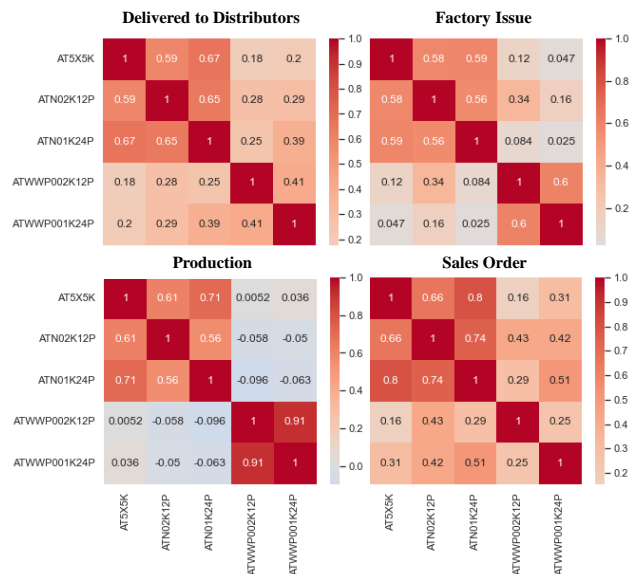 Delivered to Distributors
Factory Issue
AT5X5K 1 0.59 0.67 0.18 0.2
ATN02K12P 0.59 1 0.65 0.28 0.29
ATN01K24P 0.67 0.65 1 0.25 0.39
ATWWP002K12P 0.18 0.28 0.25 1 0.41
ATWWP001K24P 0.2 0.29 0.39 0.41 1
1.0
0.9
0.8
0.7
0.6
0.5
0.4
0.3
0.2
1 0.58 0.59 0.12 0.047
0.58 1 0.56 0.34 0.16
0.59 0.56 1 0.084 0.025
0.12 0.34 0.084 1 0.6
0.047 0.16 0.025 0.6 1
1.0
0.8
0.6
0.4
0.2
Production
Sales Order
AT5X5K 1 0.61 0.71 0.0052 0.036
ATN02K12P 0.61 1 0.56 -0.058 -0.05
ATN01K24P 0.71 0.56 1 -0.096 -0.063
ATWWP002K12P 0.0052 -0.058 -0.096 1 0.91
ATWWP001K24P 0.036 -0.05 -0.063 0.91 1
1.0
0.8
0.6
0.4
0.2
0.0
1 0.66 0.8 0.16 0.31
0.66 1 0.74 0.43 0.42
0.8 0.74 1 0.29 0.51
0.16 0.43 0.29 1 0.25
0.31 0.42 0.51 0.25 1
1.0
0.9
0.8
0.7
0.6
0.5
0.4
0.3
0.2
AT5X5K
ATN02K12P
ATN01K24P
ATWWP002K12P
ATWWP001K24P
AT5X5K
ATN02K12P
ATN01K24P
ATWWP002K12P
ATWWP001K24P